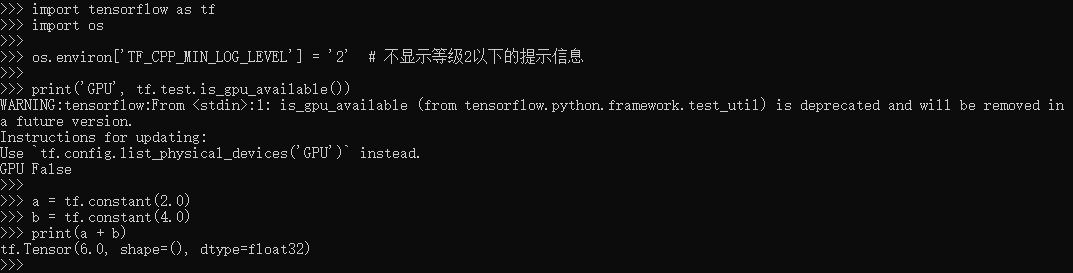 >>> import tensorflow as tf
>>> import os
>>>
>>> os.environ['TF_CPP_MIN_LOG_LEVEL'] = '2'  # 不显示等级2以下的提示信息
>>>
>>> print('GPU', tf.test.is_gpu_available())
WARNING:tensorflow:From <stdin>:1: is_gpu_available (from tensorflow.python.framework.test_util) is deprecated and will be removed in
a future version.
Instructions for updating:
Use `tf.config.list_physical_devices('GPU')` instead.
GPU False
>>>
>>> a = tf.constant(2.0)
>>> b = tf.constant(4.0)
>>> print(a + b)
tf.Tensor(6.0, shape=(), dtype=float32)
>>>